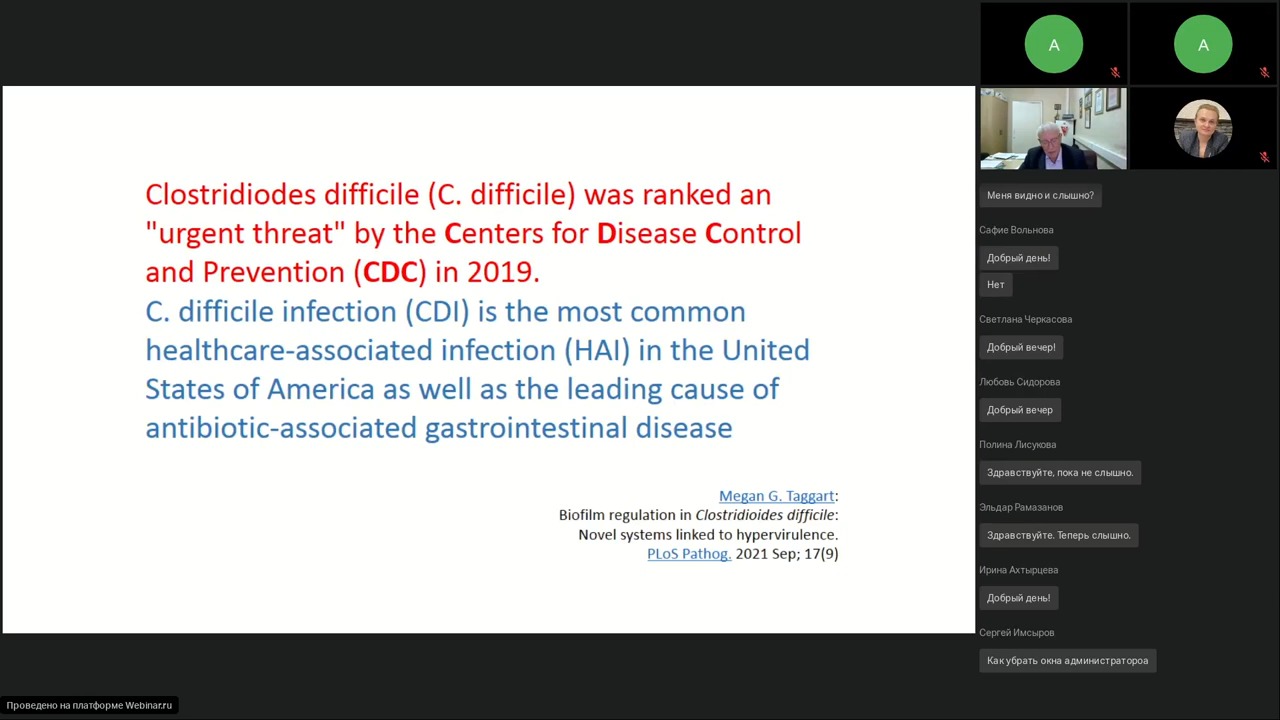 Clostridiodes difficile (C. difficile) was ranked an
"urgent threat" by the Centers for Disease Control
and Prevention (CDC) in 2019.
C. difficile infection (CDI) is the most common
healthcare-associated infection (HAI) in the United
States of America as well as the leading cause of
antibiotic-associated gastrointestinal disease
Megan G. Taggart:
Biofilm regulation in Clostridioides difficile:
Novel systems linked to hypervirulence.
PLoS Pathog. 2021 Sep; 17(9)
A
A
Меня видно и слышно?
Сафие Вольнова
Добрый день!
Нет
Светлана Черкасова
Добрый вечер!
Любовь Сидорова
Добрый вечер
Полина Лисукова
Здравствуйте, пока не слышно.
Эльдар Рамазанов
Здравствуйте. Теперь слышно.
Ирина Ахтырцева
Добрый день!
Сергей Имсыров
Как убрать окна администратороа
Проведено на платформе Webinar.ru